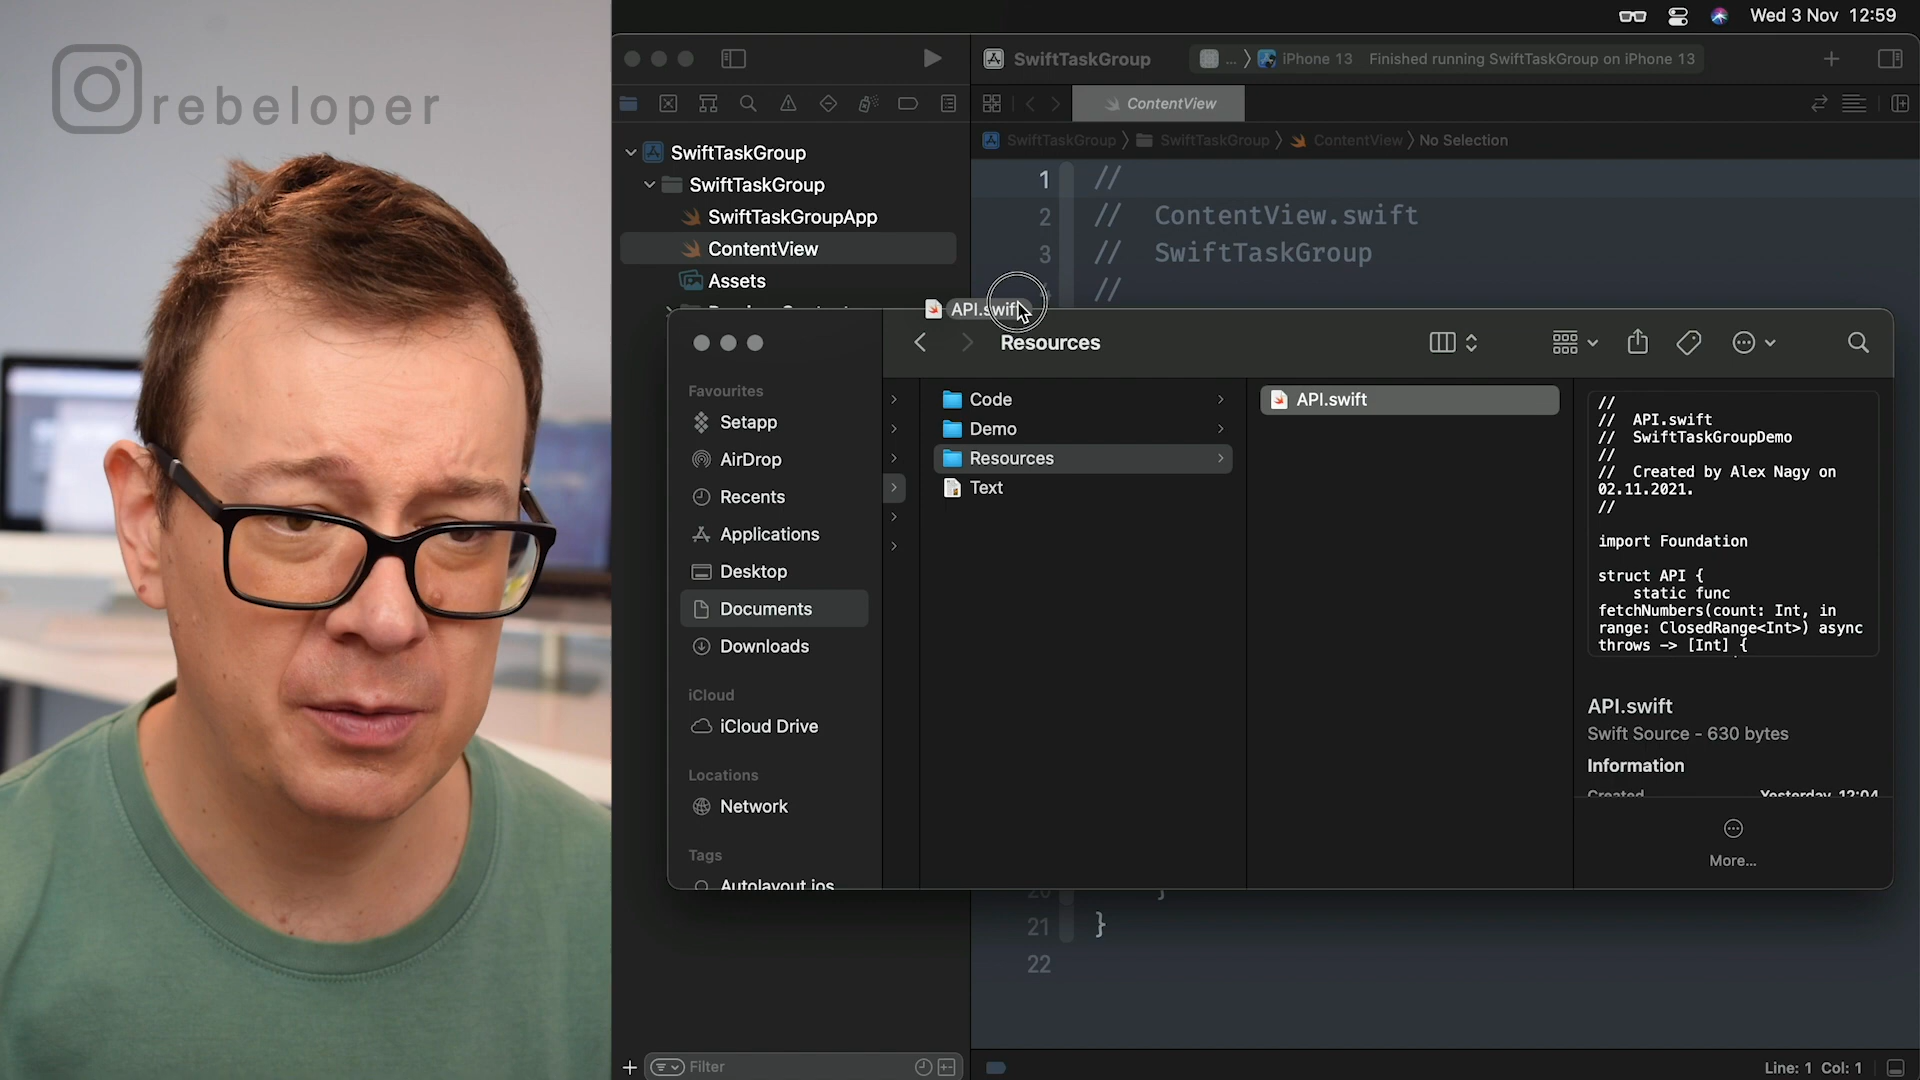 rebeloper
Wed 3 Nov 12:59
SwiftTaskGroup
... iPhone 13 Finished running SwiftTaskGroup on iPhone 13
ContentView
SwiftTaskGroup SwiftTaskGroup ContentView No Selection
SwiftTaskGroup
SwiftTaskGroup
SwiftTaskGroupApp
ContentView
Assets
1 //
2 // ContentView.swift
3 // SwiftTaskGroup
//
API.swift
Resources
Favourites
Setapp
AirDrop
Recents
Applications
Desktop
Documents
Downloads
iCloud
iCloud Drive
Locations
Network
Tags
Autolayout ios
Code
Demo
Resources
Text
API.swift
//
// API.swift
// SwiftTaskGroupDemo
//
// Created by Alex Nagy on
02.11.2021.
//
import Foundation
struct API {
static func
fetchNumbers(count: Int, in
range: ClosedRange<Int>) async
throws -> [Int] {
API.swift
Swift Source - 630 bytes
Information
Created Yesterday, 12:04
More...
20 }
21 }
22
Filter
Line: 1 Col: 1